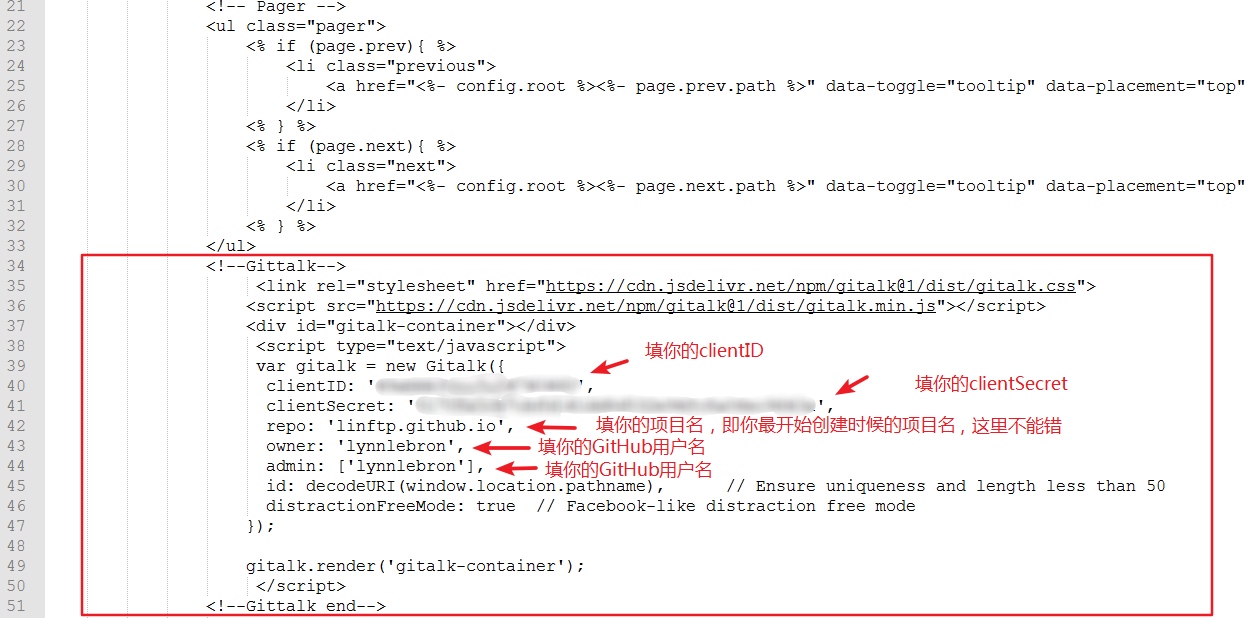 21 <!-- Pager -->
22 <ul class="pager">
23 <% if (page.prev){ %>
24 <li class="previous">
25 <a href="<%- config.root %><%- page.prev.path %>" data-toggle="tooltip" data-placement="top"
26 </li>
27 <% } %>
28 <% if (page.next){ %>
29 <li class="next">
30 <a href="<%- config.root %><%- page.next.path %>" data-toggle="tooltip" data-placement="top"
31 </li>
32 <% } %>
33 </ul>
34 <!--Gittalk-->
35 <link rel="stylesheet" href="https://cdn.jsdelivr.net/npm/gitalk@1/dist/gitalk.css">
36 <script src="https://cdn.jsdelivr.net/npm/gitalk@1/dist/gitalk.min.js"></script>
37 <div id="gitalk-container"></div>
38 <script type="text/javascript">
39 var gitalk = new Gitalk({
填你的clientID
40 clientID: '',
填你的clientSecret
41 clientSecret: '',
42 repo: 'linftp.github.io', 填你的项目名，即你最开始创建时候的项目名，这里不能错
43 owner: 'lynnlebron', 填你的GitHub用户名
44 admin: ['lynnlebron'], 填你的GitHub用户名
45 id: decodeURI(window.location.pathname), // Ensure uniqueness and length less than 50
46 distractionFreeMode: true // Facebook-like distraction free mode
47 });
48
49 gitalk.render('gitalk-container');
50 </script>
51 <!--Gittalk end-->